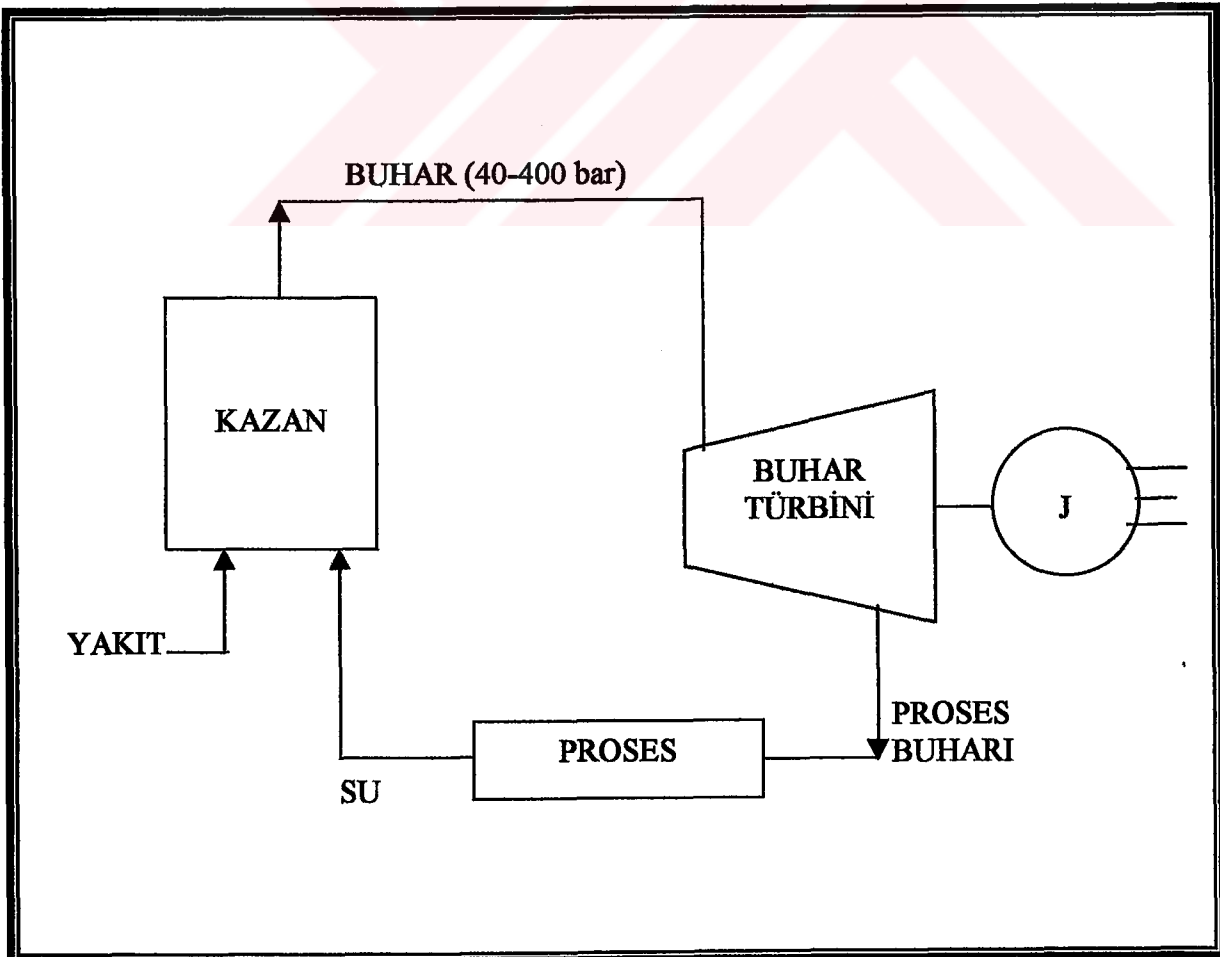 BUHAR (40-400 bar)
KAZAN
BUHAR
TÜRBİNİ
J
YAKIT
PROSES
BUHARI
PROSES
SU